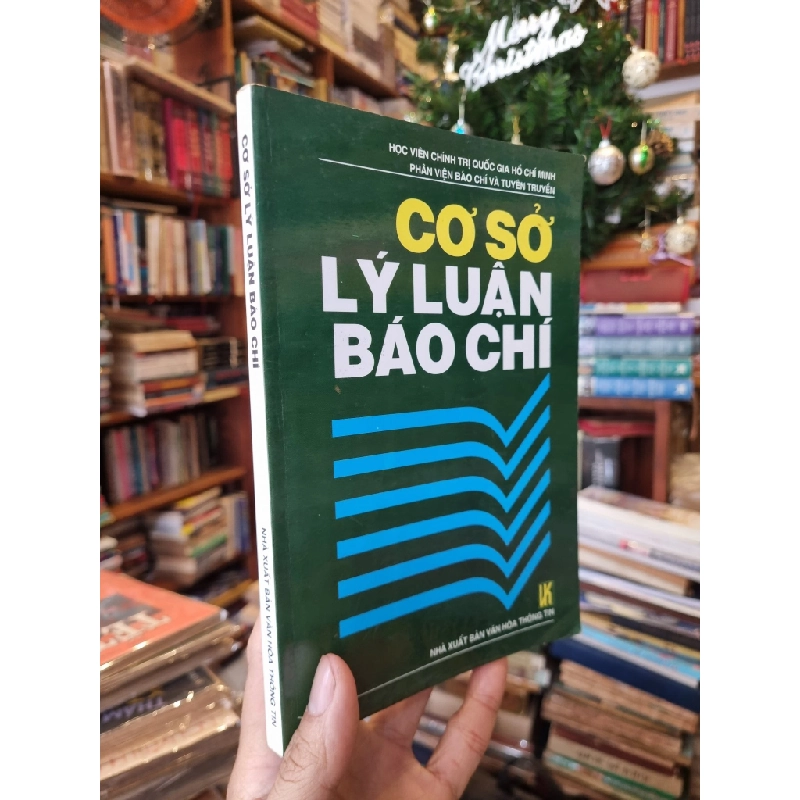 Merry
Christmas
HỌC VIỆN CHÍNH TRỊ QUỐC GIA HỒ CHÍ MINH
PHÂN VIỆN BÁO CHÍ VÀ TUYÊN TRUYỀN
CƠ SỞ
LÝ LUẬN
BÁO CHÍ
NHÀ XUẤT BẢN VĂN HÓA THÔNG TIN
CƠ SỞ LÝ LUẬN BÁO CHÍ
NHÀ XUẤT BẢN VĂN HÓA THÔNG TIN